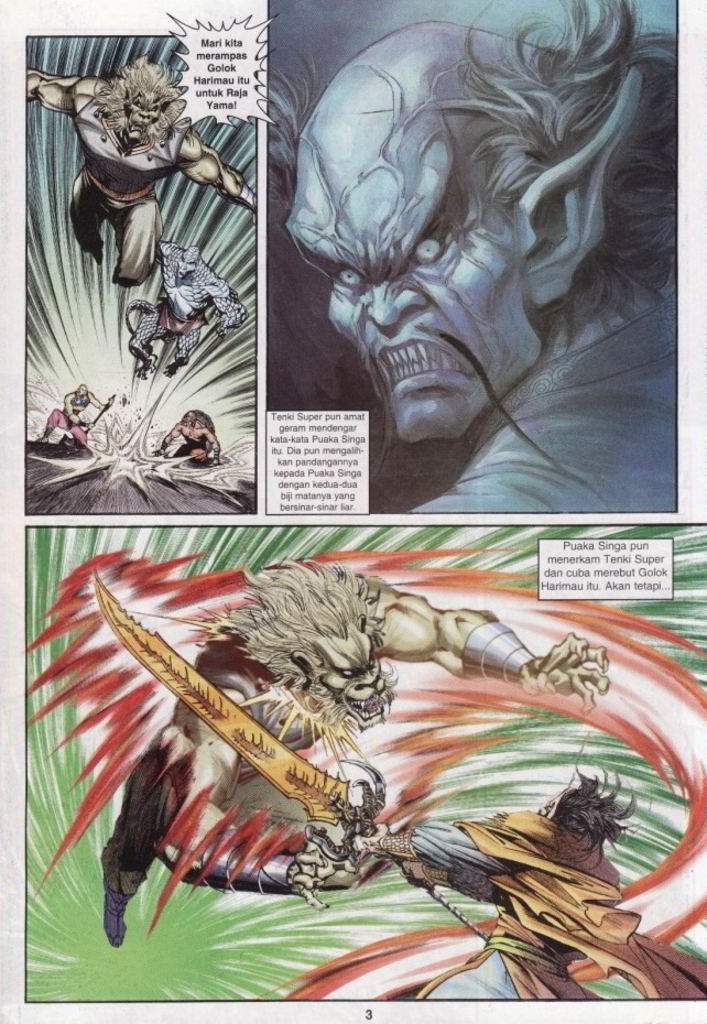 Mari kita
merampas
Golok
Harimau itu
untuk Raja
Yama!
Tenki Super pun amat
geram mendengar
kata-kata Puaka Singa
itu. Dia pun mengalih-
kan pandangannya
kepada Puaka Singa
dengan kedua-dua
biji matanya yang
bersinar-sinar liar.
Puaka Singa pun
menerkam Tenki Super
dan cuba merebut Golok
Harimau itu. Akan tetapi...
3